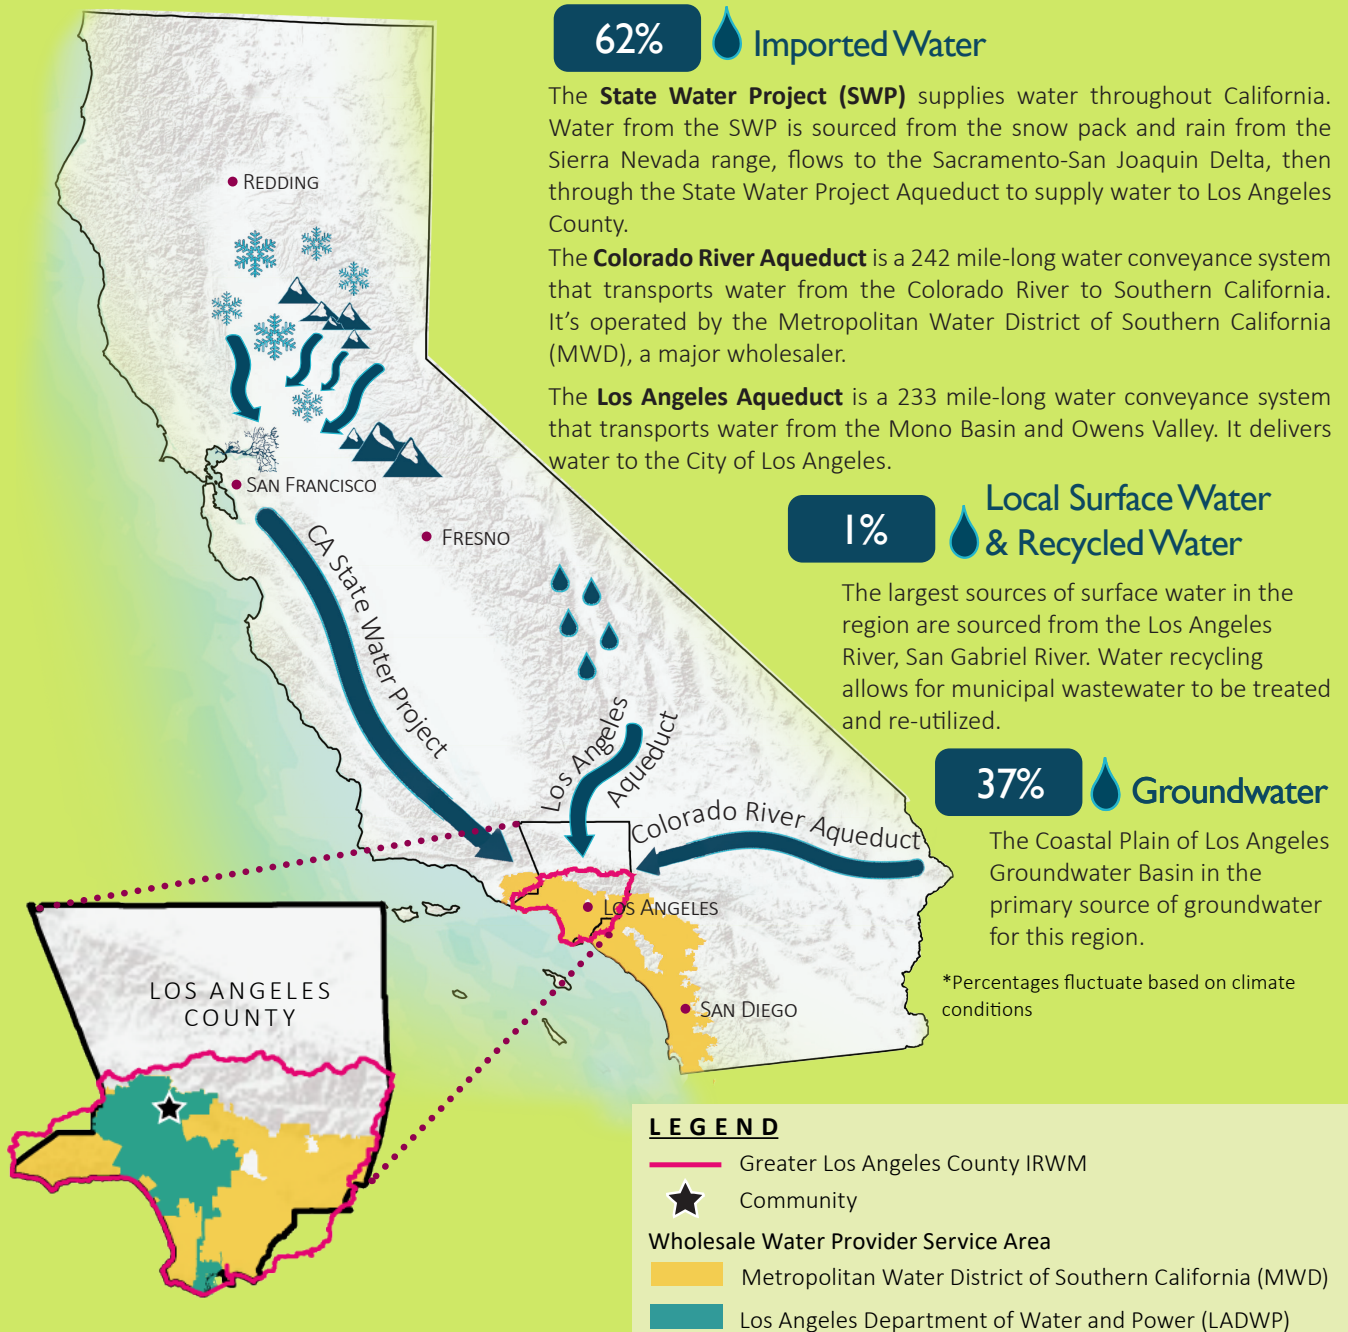 62%
Imported Water
The State Water Project (SWP) supplies water throughout California.
Water from the SWP is sourced from the snow pack and rain from the
Sierra Nevada range, flows to the Sacramento-San Joaquin Delta, then
through the State Water Project Aqueduct to supply water to Los Angeles
County.
The Colorado River Aqueduct is a 242 mile-long water conveyance system
that transports water from the Colorado River to Southern California.
It's operated by the Metropolitan Water District of Southern California
(MWD), a major wholesaler.
The Los Angeles Aqueduct is a 233 mile-long water conveyance system
that transports water from the Mono Basin and Owens Valley. It delivers
water to the City of Los Angeles.
1%
Local Surface Water
& Recycled Water
The largest sources of surface water in the
region are sourced from the Los Angeles
River, San Gabriel River. Water recycling
allows for municipal wastewater to be treated
and re-utilized.
37%
Groundwater
The Coastal Plain of Los Angeles
Groundwater Basin in the
primary source of groundwater
for this region.
*Percentages fluctuate based on climate
conditions
REDDING
SAN FRANCISCO
FRESNO
CA State Water Project
Los Angeles
Aqueduct
Colorado River Aqueduct
LOS ANGELES
SAN DIEGO
LOS ANGELES
COUNTY
LEGEND
Greater Los Angeles County IRWM
Community
Wholesale Water Provider Service Area
Metropolitan Water District of Southern California (MWD)
Los Angeles Department of Water and Power (LADWP)